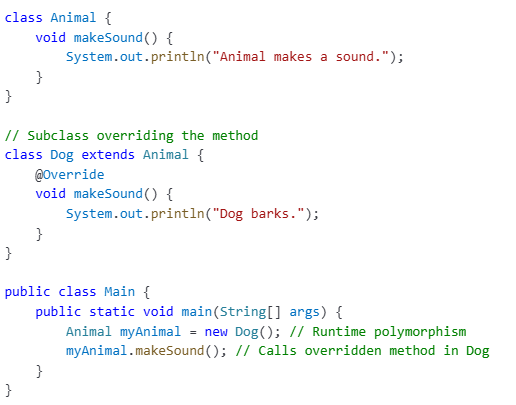 class Animal {
    void makeSound() {
        System.out.println("Animal makes a sound.");
    }
}

// Subclass overriding the method
class Dog extends Animal {
    @Override
    void makeSound() {
        System.out.println("Dog barks.");
    }
}

public class Main {
    public static void main(String[] args) {
        Animal myAnimal = new Dog(); // Runtime polymorphism
        myAnimal.makeSound(); // Calls overridden method in Dog
    }
}